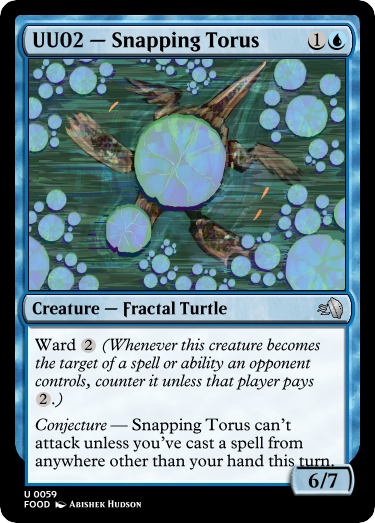 UU02 — Snapping Torus 1
Creature — Fractal Turtle
Ward 2 (Whenever this creature becomes
the target of a spell or ability an opponent
controls, counter it unless that player pays
2.)
Conjecture — Snapping Torus can't
attack unless you've cast a spell from
anywhere other than your hand this turn.
6/7
U 0059
FOOD Abishek Hudson